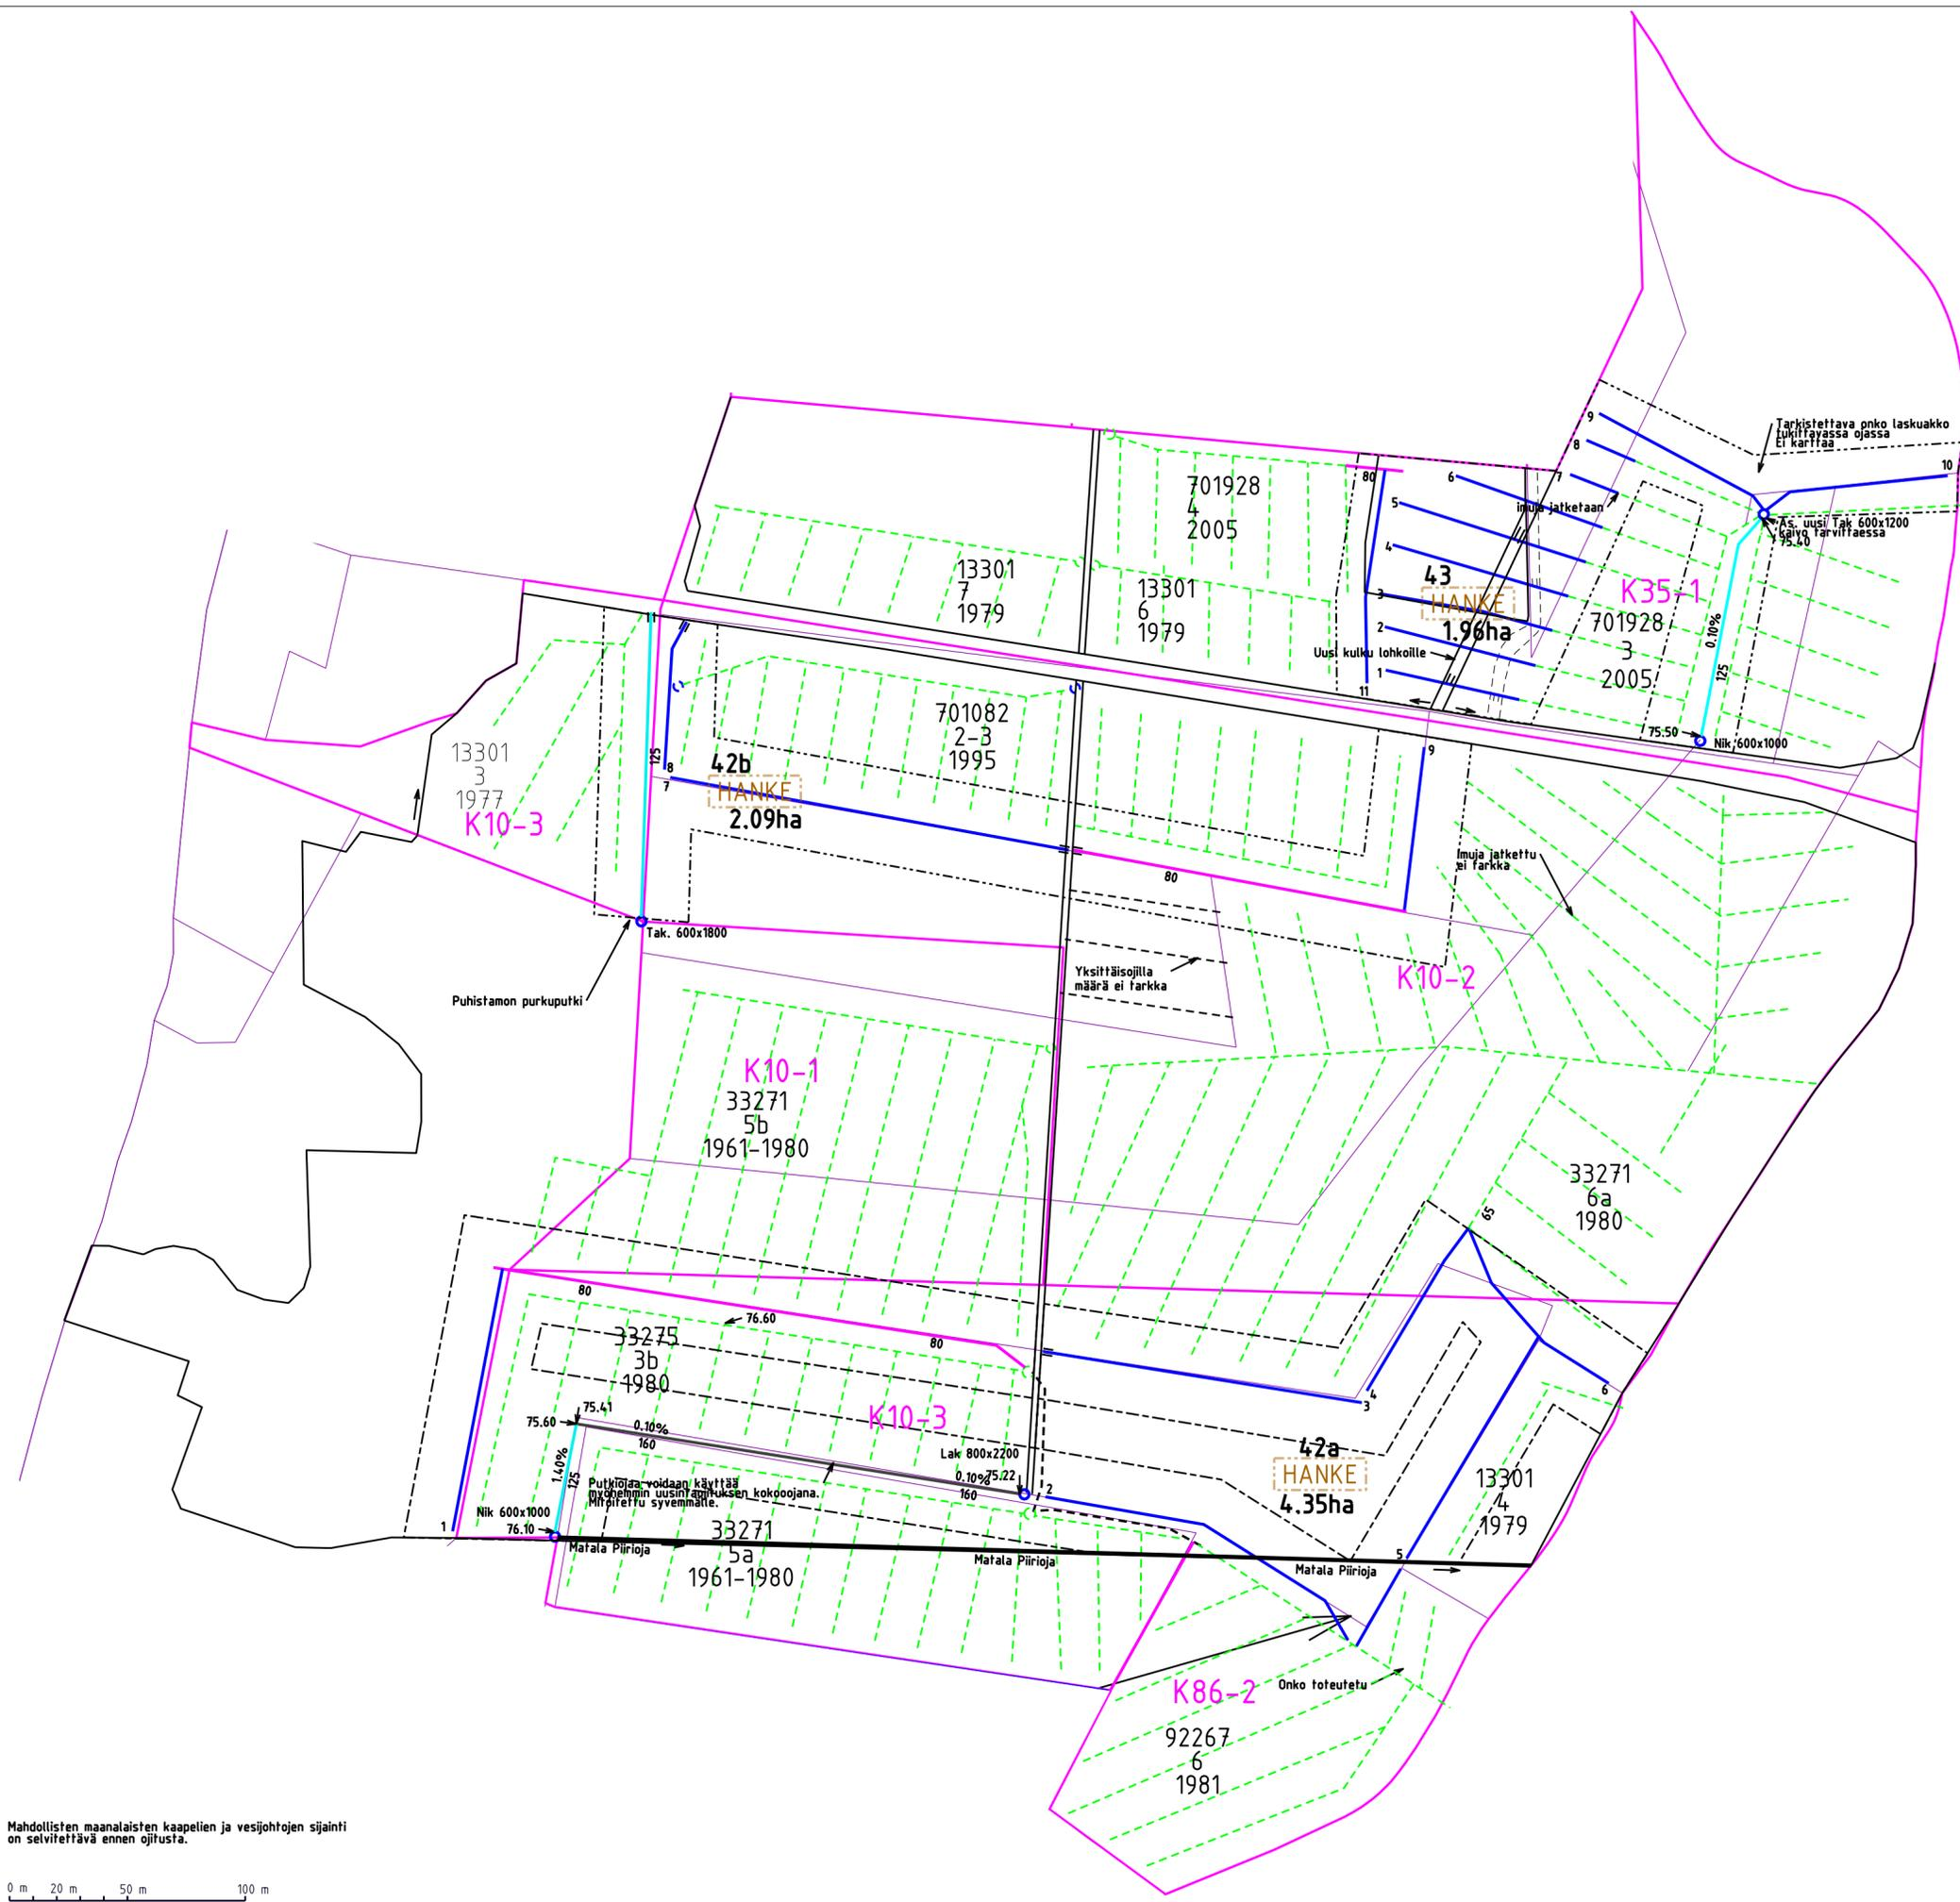 9
8
Tarkistettava onko laskuakko
tukittavassa ojassa
Ei karttaa
10
80
6
7
5
imuja jatketaan
As. uusi Tak 600x1200
kaivo tarvittaessa
75.40
701928
4
2005
4
13301
7
1979
13301
6
1979
43
HANKE
1.96ha
3
K35-1
701928
3
2005
0.10%
125
2
Uusi kulku lohkoille
1
11
11
75.50
Nik 600x1000
13301
3
1977
K10-3
125
8
7
42b
HANKE
2.09ha
701082
2-3
1995
9
80
Imuja jatkettu
ei tarkka
Tak. 600x1800
Puhistamon purkuputki
Yksittäisojilla
määrä ei tarkka
K10-2
K10-1
33271
5b
1961-1980
33271
6a
1980
65
80
76.60
80
33275
3b
1980
4
3
6
75.41
75.60
0.10%
160
K10-3
Lak 800x2200
0.10%
75.22
160
2
42a
HANKE
4.35ha
13301
4
1979
1.40%
125
Putkiojaa voidaan käyttää
myöhemmin uusintaojituksen kokoojana.
Mitoitettu syvemmälle.
Nik 600x1000
76.10
1
Matala Piirioja
33271
5a
1961-1980
Matala Piirioja
Matala Piirioja
5
K86-2
Onko toteutetu
92267
6
1981
Mahdollisten maanalaisten kaapelien ja vesijohtojen sijainti
on selvitettävä ennen ojitusta.
0 m 20 m 50 m 100 m